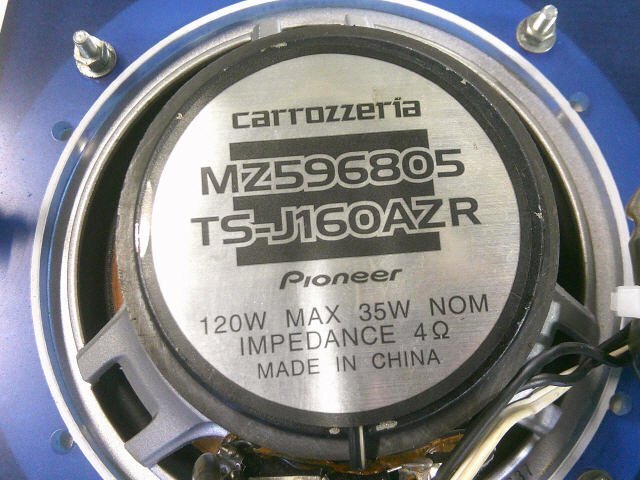 carrozzeria
MZ596805
TS-J160AZR
Pioneer
120W MAX 35W NOM
IMPEDANCE 4Ω
MADE IN CHINA